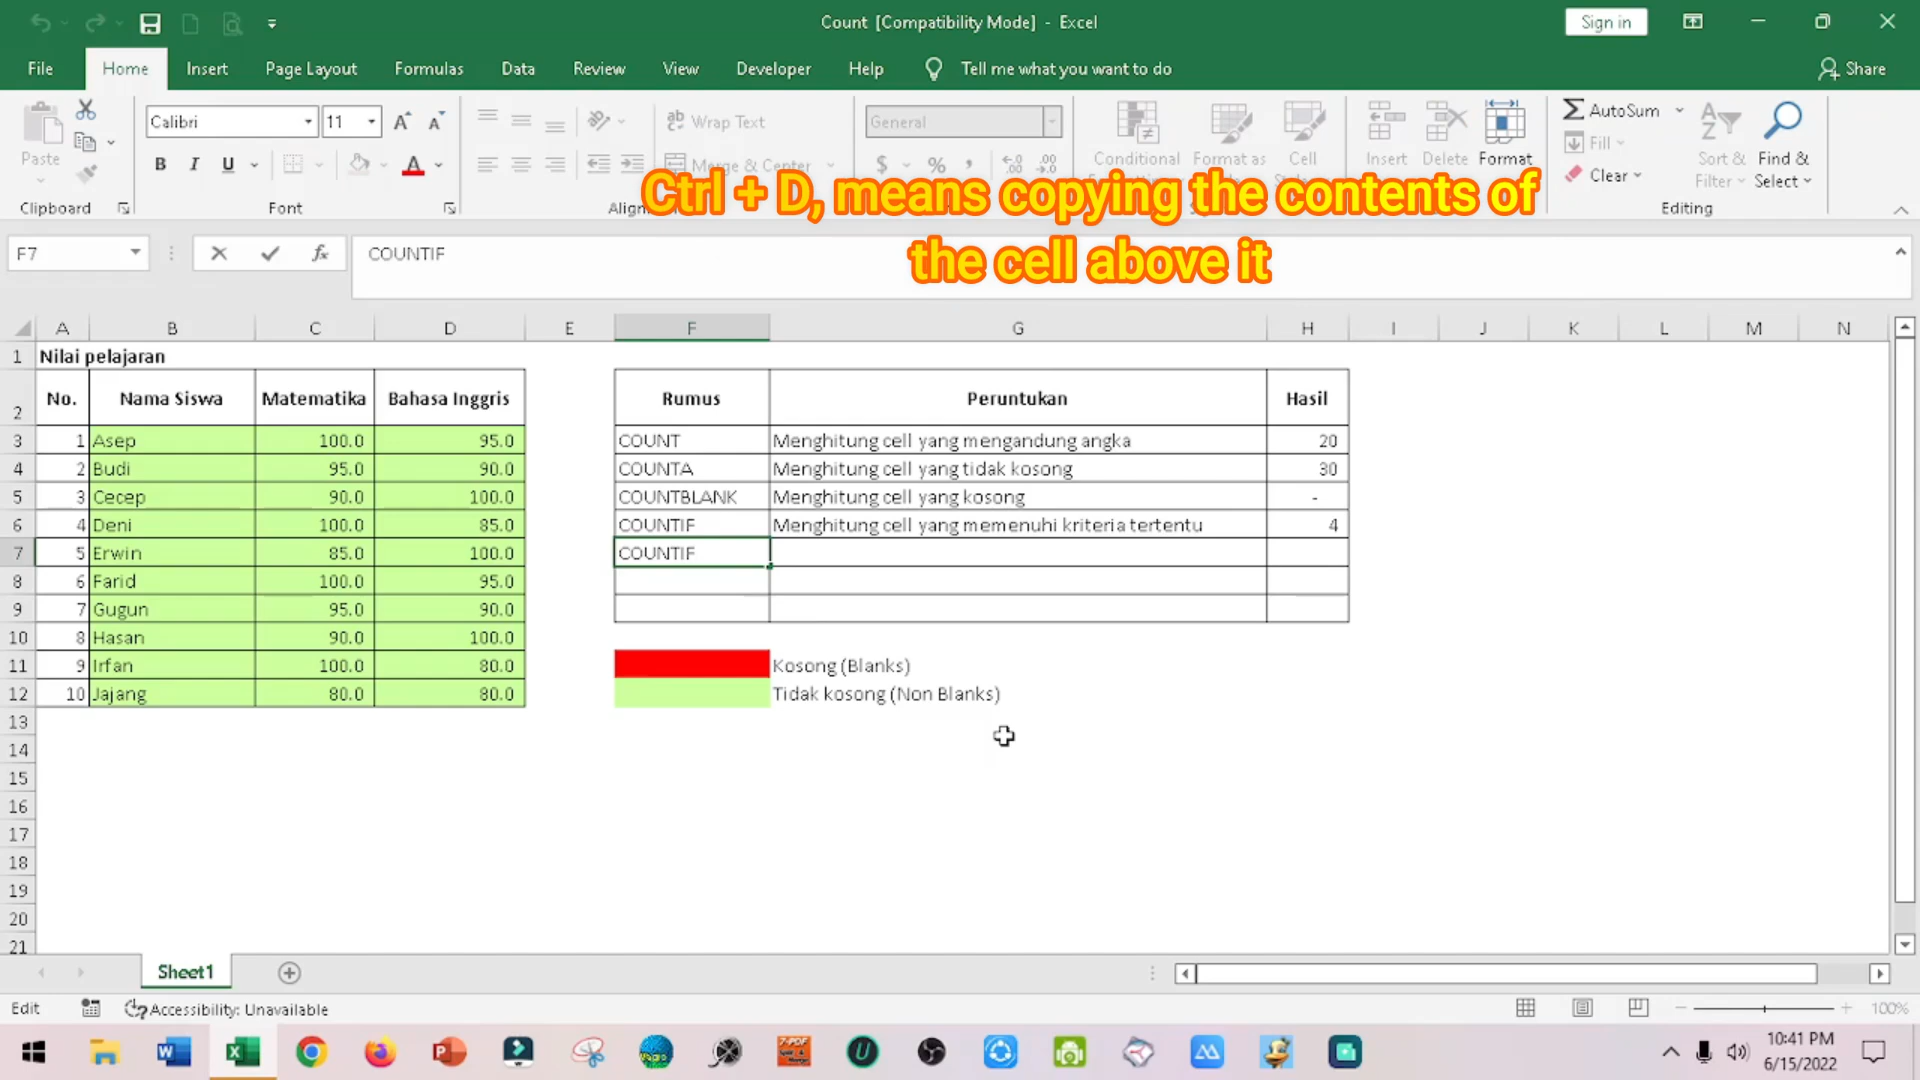 Count [Compatibility Mode] - Excel
Sign in
File Home Insert Page Layout Formulas Data Review View Developer Help Tell me what you want to do
Share
Calibri 11
Wrap Text
General
AutoSum
Paste
B I U
Merge & Center
$ % ,
Conditional Format as Cell
Insert Delete Format
Fill
Sort & Find &
Clear
Filter Select
Clipboard
Font
Editing
Ctrl + D, means copying the contents of
the cell above it
F7
fx
COUNTIF
A B C D E F G H I J K L M N
1 Nilai pelajaran
2 No. Nama Siswa Matematika Bahasa Inggris Rumus Peruntukan Hasil
3 1 Asep 100.0 95.0 COUNT Menghitung cell yang mengandung angka 20
4 2 Budi 95.0 90.0 COUNTA Menghitung cell yang tidak kosong 30
5 3 Cecep 90.0 100.0 COUNTBLANK Menghitung cell yang kosong -
6 4 Deni 100.0 85.0 COUNTIF Menghitung cell yang memenuhi kriteria tertentu 4
7 5 Erwin 85.0 100.0 COUNTIF
8 6 Farid 100.0 95.0
9 7 Gugun 95.0 90.0
10 8 Hasan 90.0 100.0
11 9 Irfan 100.0 80.0 Kosong (Blanks)
12 10 Jajang 80.0 80.0 Tidak kosong (Non Blanks)
13
14
15
16
17
18
19
20
21
Sheet1
Edit
Accessibility: Unavailable
100%
10:41 PM
6/15/2022